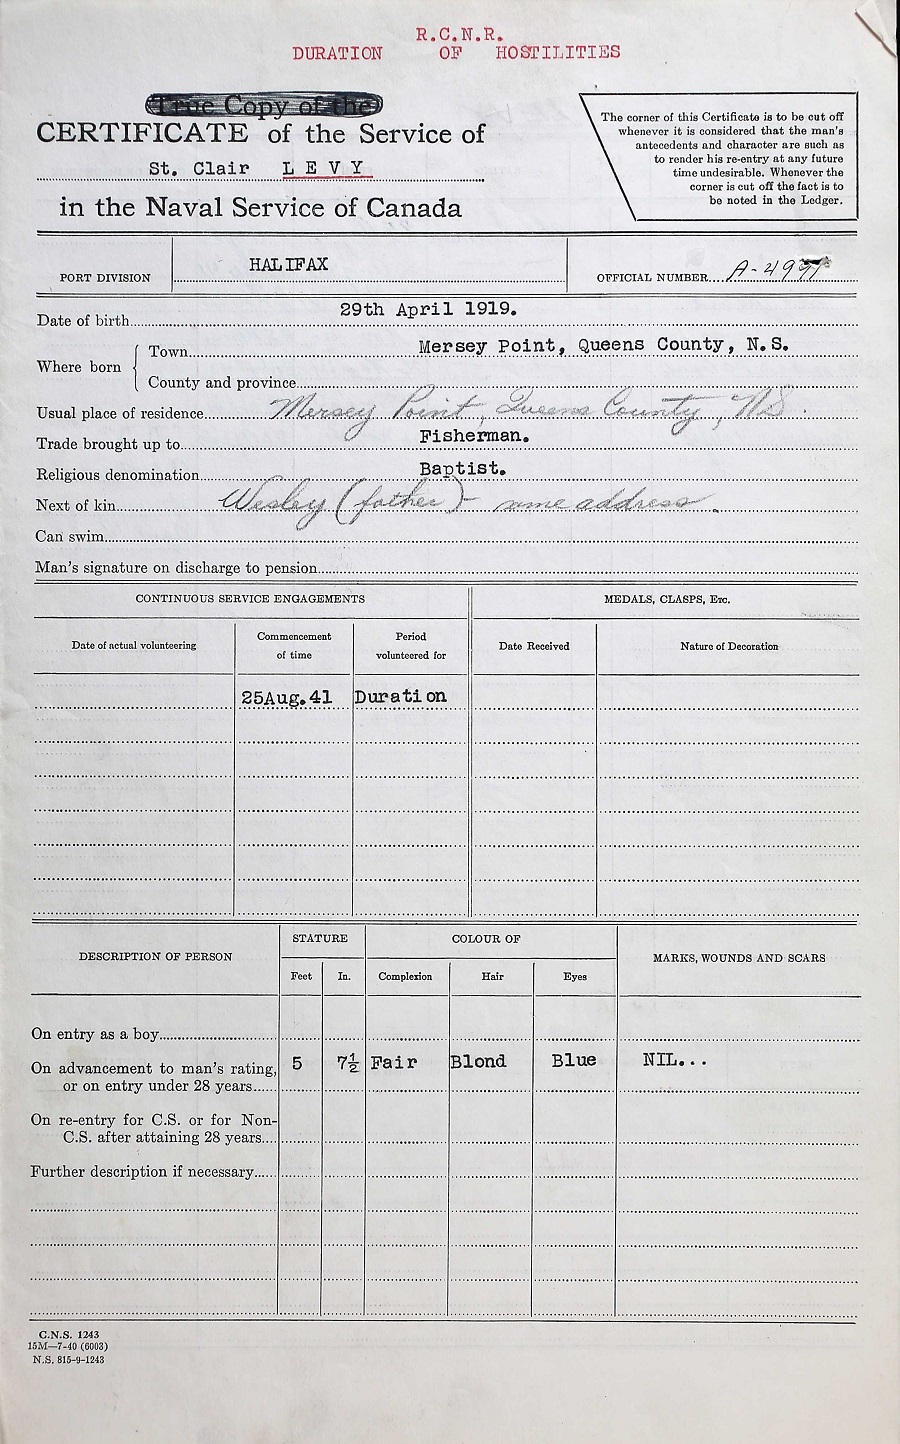 R.C.N.R.
DURATION OF HOSTILITIES
True Copy of the
CERTIFICATE of the Service of
St. Clair L E V Y
in the Naval Service of Canada
The corner of this Certificate is to be cut off
whenever it is considered that the man's
antecedents and character are such as
to render his re-entry at any future
time undesirable. Whenever the
corner is cut off the fact is to
be noted in the Ledger.
PORT DIVISION HALIFAX OFFICIAL NUMBER
Date of birth 29th April 1919.
Where born
Town Mersey Point, Queens County, N.S.
County and province
Usual place of residence Mersey Point, Queens County, NS.
Trade brought up to Fisherman.
Religious denomination Baptist.
Next of kin Wesley (father) - same address.
Can swim
Man's signature on discharge to pension
CONTINUOUS SERVICE ENGAGEMENTS MEDALS, CLASPS, Etc.
Date of actual volunteering Commencement of time Period volunteered for Date Received Nature of Decoration
25Aug.41 Duration
DESCRIPTION OF PERSON STATURE COLOUR OF MARKS, WOUNDS AND SCARS
Feet In. Complexion Hair Eyes
On entry as a boy
On advancement to man's rating, 5 7½ Fair Blond Blue NIL...
or on entry under 28 years
On re-entry for C.S. or for Non-
C.S. after attaining 28 years
Further description if necessary
C.N.S. 1243
15M—7-40 (6003)
N.S. 815-9-1243